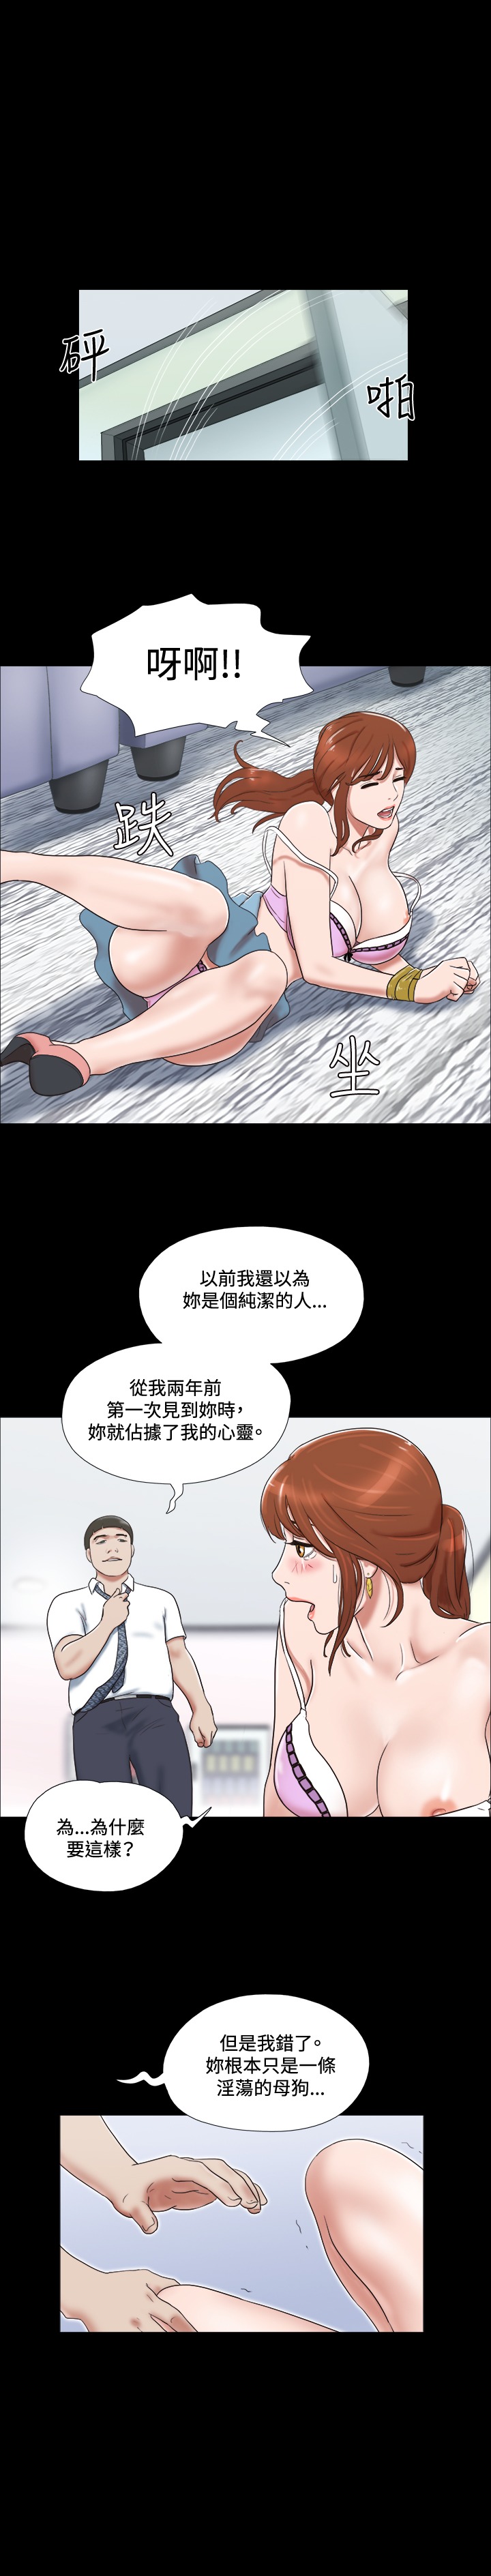 砰
啪
呀啊!!
跌
坐
以前我還以為
妳是個純潔的人...
從我兩年前
第一次見到妳時，
妳就佔據了我的心靈。
為...為什麼
要這樣？
但是我錯了。
妳根本只是一條
淫蕩的母狗...